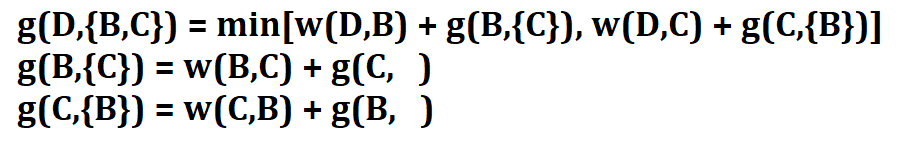 g(D,{B,C}) = min[w(D,B) + g(B,{C}), w(D,C) + g(C,{B})]
g(B,{C}) = w(B,C) + g(C,  )
g(C,{B}) = w(C,B) + g(B,  )